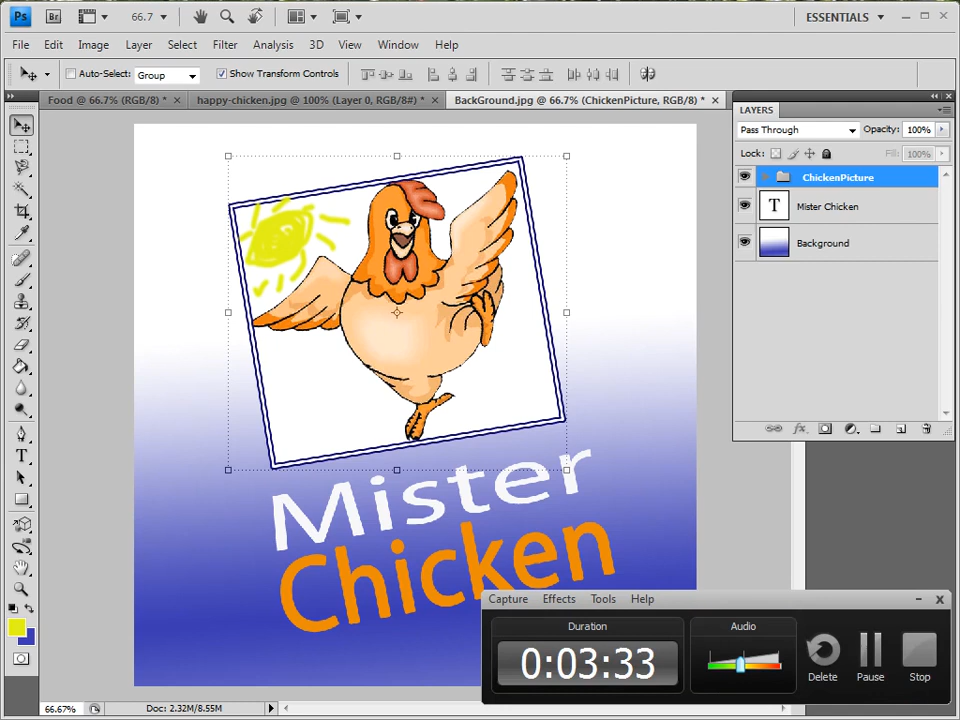 Ps Br 66.7 ESSENTIALS
File Edit Image Layer Select Filter Analysis 3D View Window Help
Auto-Select: Group Show Transform Controls
Food @ 66.7% (RGB/8) * × happy-chicken.jpg @ 100% (Layer 0, RGB/8#) * × BackGround.jpg @ 66.7% (ChickenPicture, RGB/8) * ×
LAYERS
Pass Through Opacity: 100%
Lock: Fill: 100%
ChickenPicture
T Mister Chicken
Background
Mister
Chicken
Capture Effects Tools Help
Duration Audio
0:03:33
Delete Pause Stop
66.67% Doc: 2.32M/8.55M